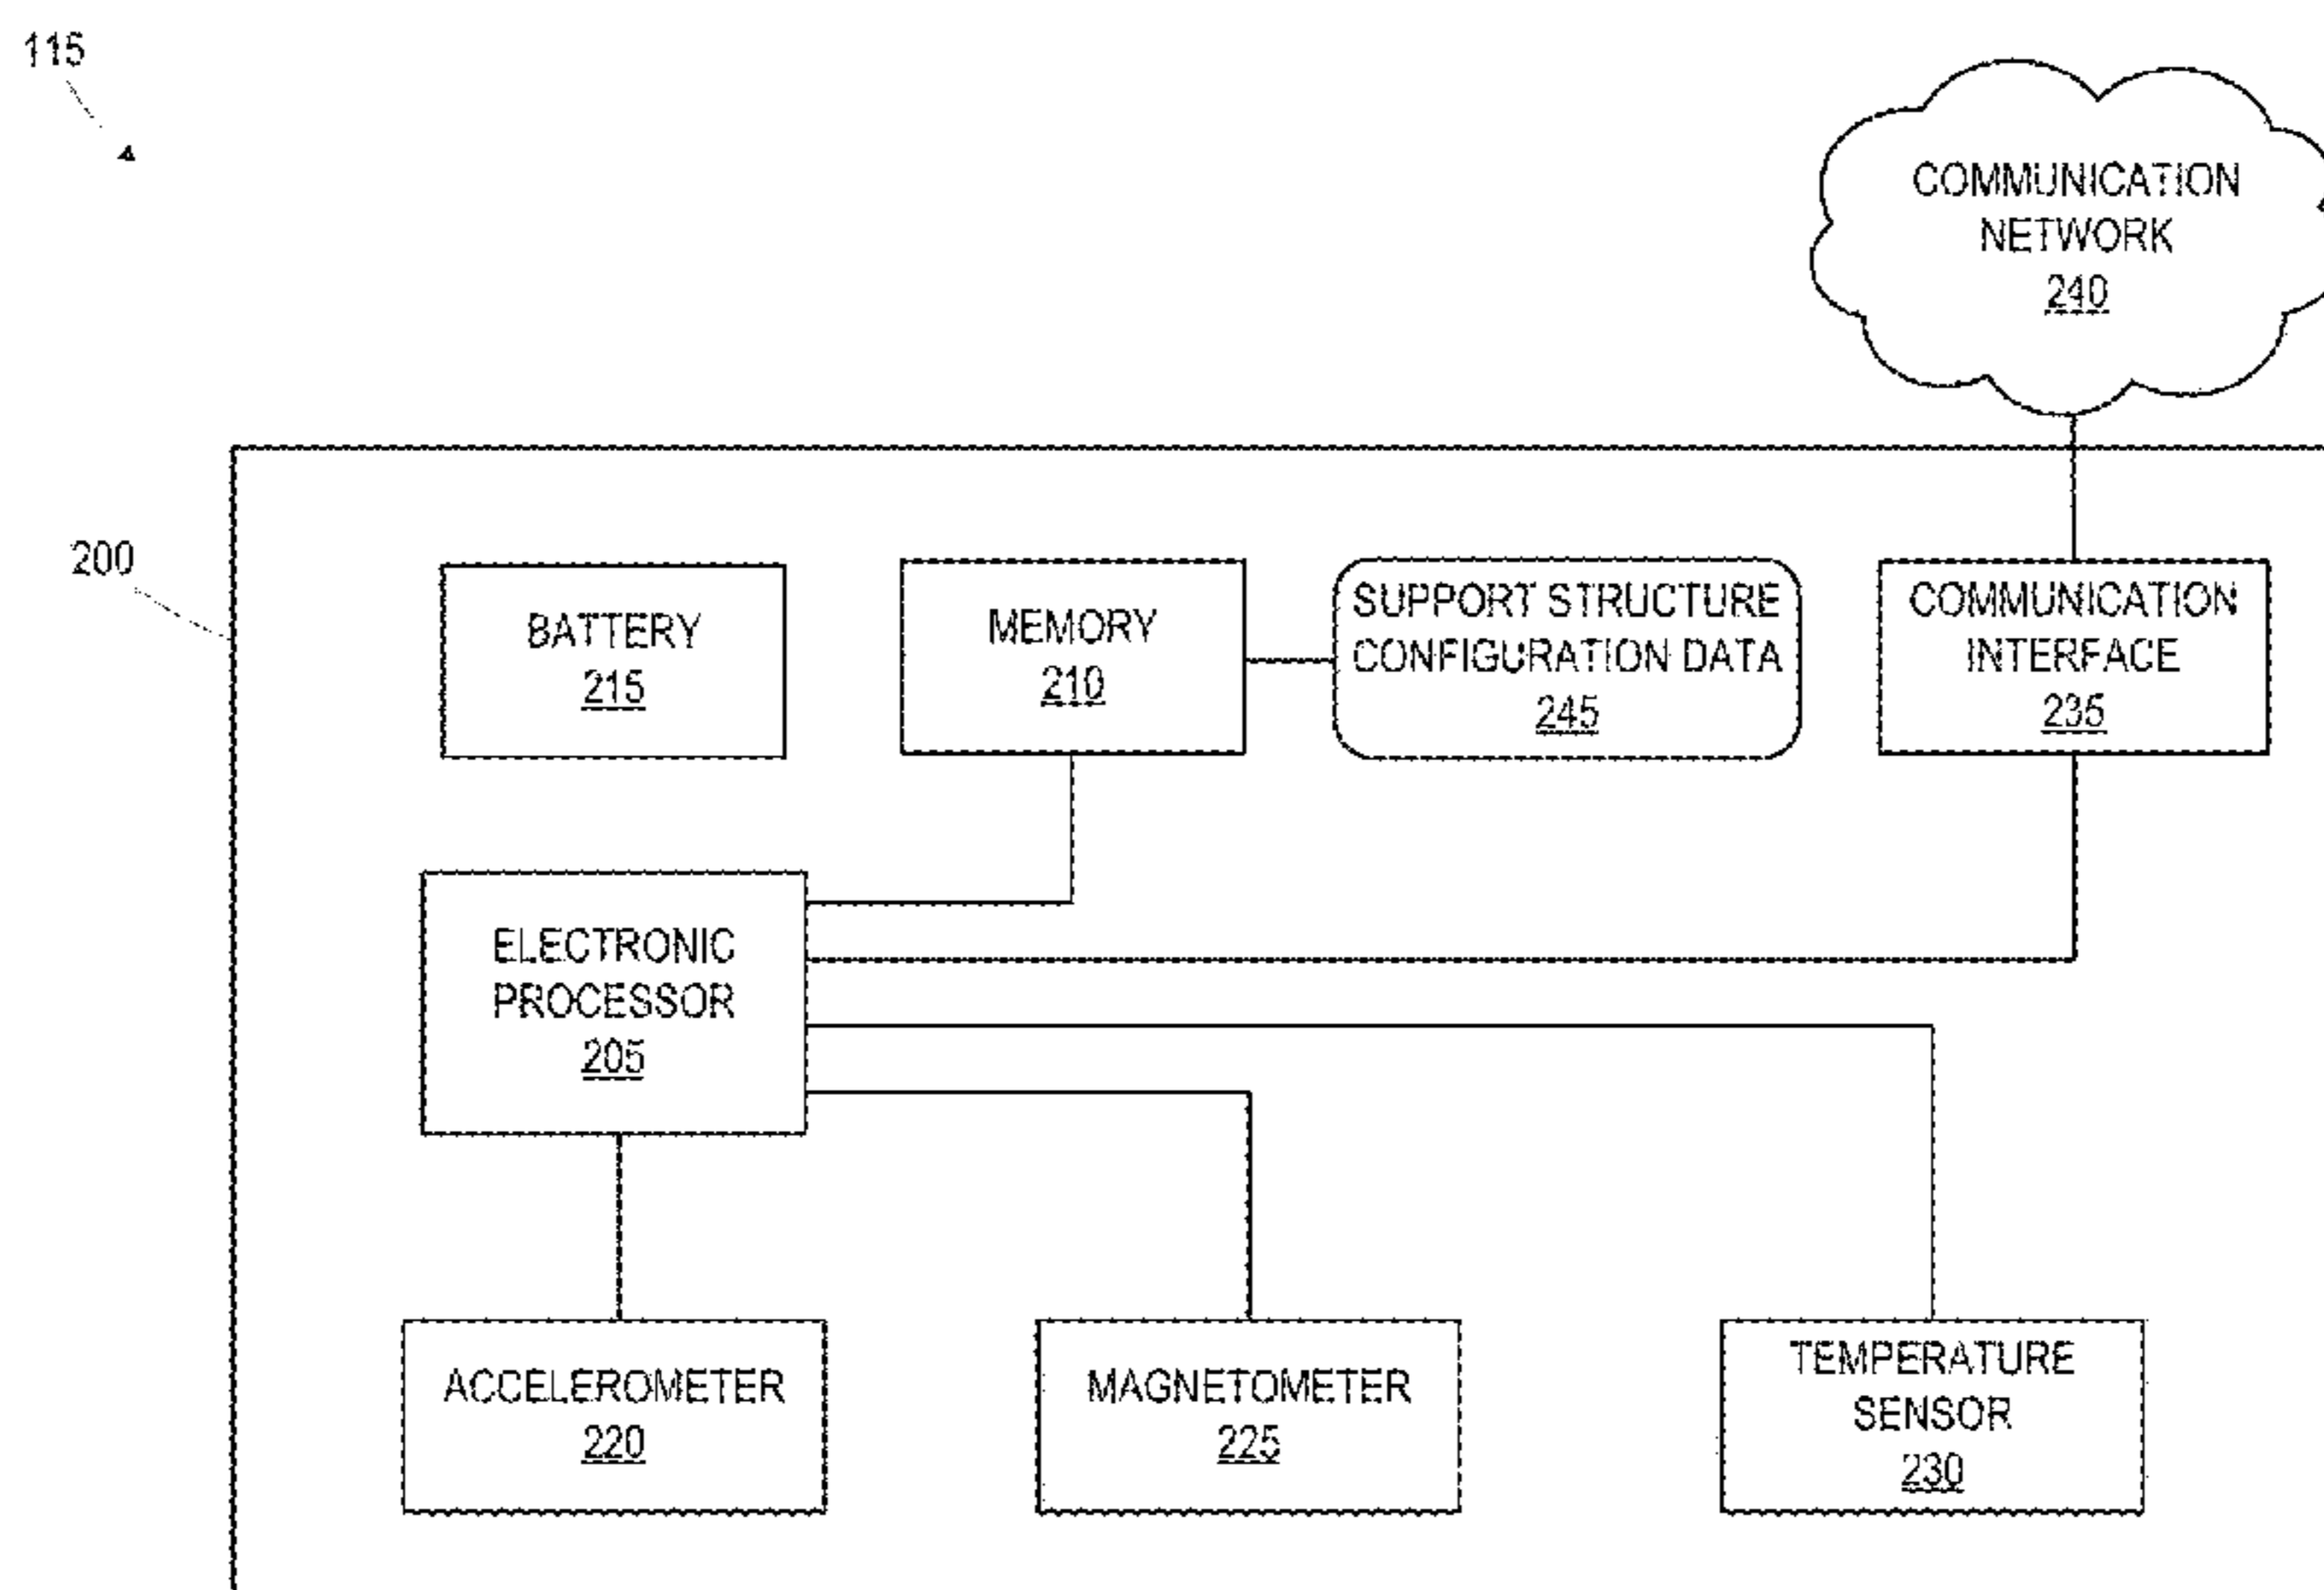 115
COMMUNICATION
NETWORK
240
200
BATTERY
215
MEMORY
210
SUPPORT STRUCTURE
CONFIGURATION DATA
245
COMMUNICATION
INTERFACE
235
ELECTRONIC
PROCESSOR
205
ACCELEROMETER
220
MAGNETOMETER
225
TEMPERATURE
SENSOR
230